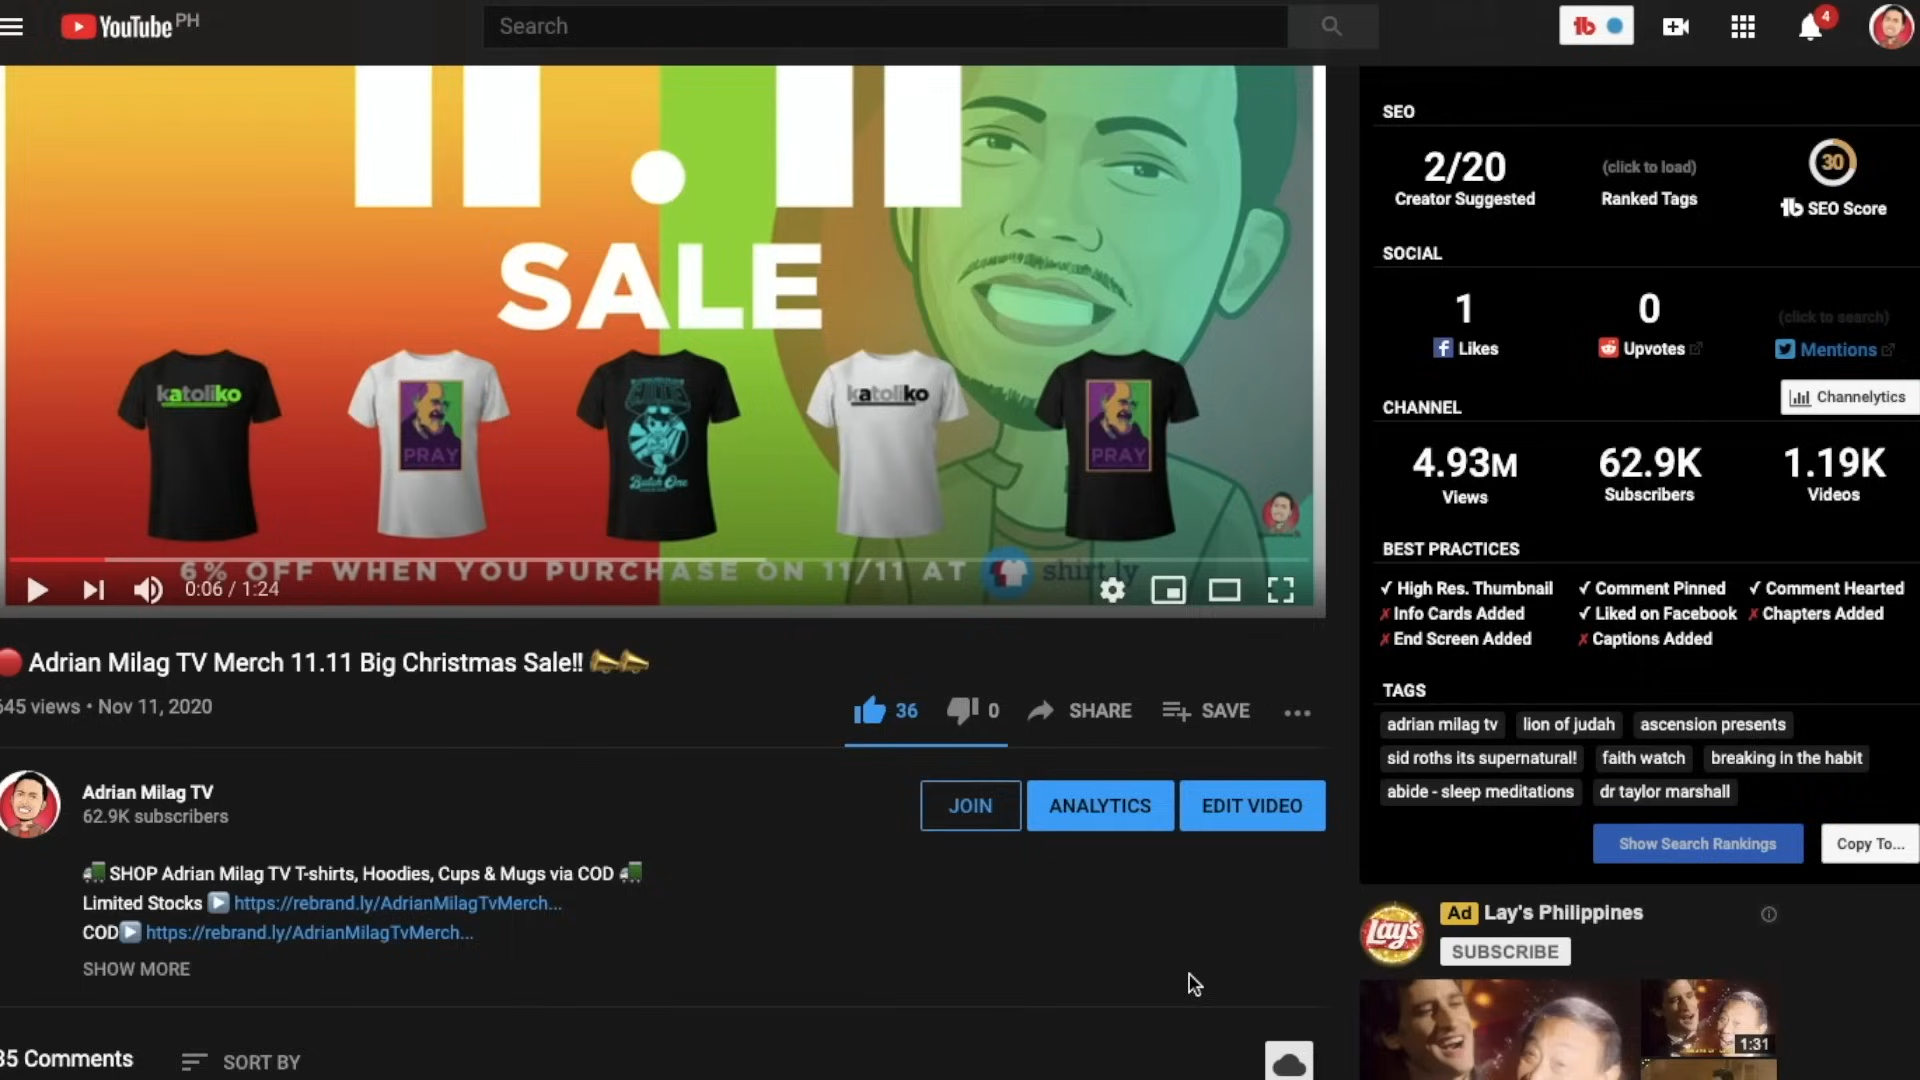 YouTube PH
Search
4
11.11
SALE
katoliko
PRAY
Batch One
katoliko
PRAY
6% OFF WHEN YOU PURCHASE ON 11/11 AT shirt.ly
0:06 / 1:24
Adrian Milag TV Merch 11.11 Big Christmas Sale!!
645 views • Nov 11, 2020
36
0
SHARE
SAVE
Adrian Milag TV
62.9K subscribers
JOIN
ANALYTICS
EDIT VIDEO
SHOP Adrian Milag TV T-shirts, Hoodies, Cups & Mugs via COD
Limited Stocks https://rebrand.ly/AdrianMilagTvMerch...
COD https://rebrand.ly/AdrianMilagTvMerch...
SHOW MORE
35 Comments
SORT BY
SEO
2/20
Creator Suggested
(click to load)
Ranked Tags
30
tb SEO Score
SOCIAL
1
Likes
0
Upvotes
(click to search)
Mentions
CHANNEL
Channelytics
4.93M
Views
62.9K
Subscribers
1.19K
Videos
BEST PRACTICES
✓ High Res. Thumbnail ✓ Comment Pinned ✓ Comment Hearted
✗ Info Cards Added ✓ Liked on Facebook ✗ Chapters Added
✗ End Screen Added ✗ Captions Added
TAGS
adrian milag tv lion of judah ascension presents
sid roths its supernatural! faith watch breaking in the habit
abide - sleep meditations dr taylor marshall
Show Search Rankings
Copy To...
Lay's
Ad Lay's Philippines
SUBSCRIBE
1:31